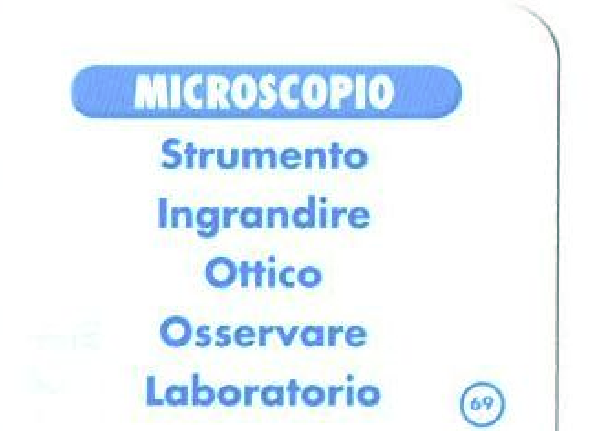 MICROSCOPIO
Strumento
Ingrandire
Ottico
Osservare
Laboratorio
69